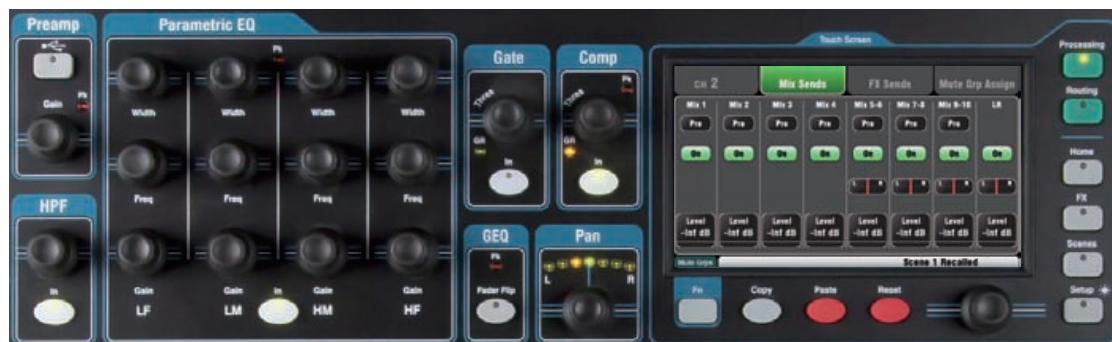 Preamp
Pk
Gain
HPF
In
Parametric EQ
Pk
Width Width Width Width
Freq Freq Freq Freq
Gain Gain In Gain Gain
LF LM HM HF
Gate
Thres
GR
In
Comp
Pk
Thres
GR
In
GEQ
Pk
Fader Flip
Pan
L R
Touch Screen
CH 2 Mix Sends FX Sends Mute Grp Assign
Mix 1 Mix 2 Mix 3 Mix 4 Mix 5-6 Mix 7-8 Mix 9-10 LR
Pre Pre Pre Pre Pre Pre Pre
On On On On On On On On
L R L R L R L R
Level Level Level Level Level Level Level Level
-inf dB -inf dB -inf dB -inf dB -inf dB -inf dB -inf dB -inf dB
Mute Grps Scene 1 Recalled
Fn Copy Paste Reset
Processing
Routing
Home
FX
Scenes
Setup